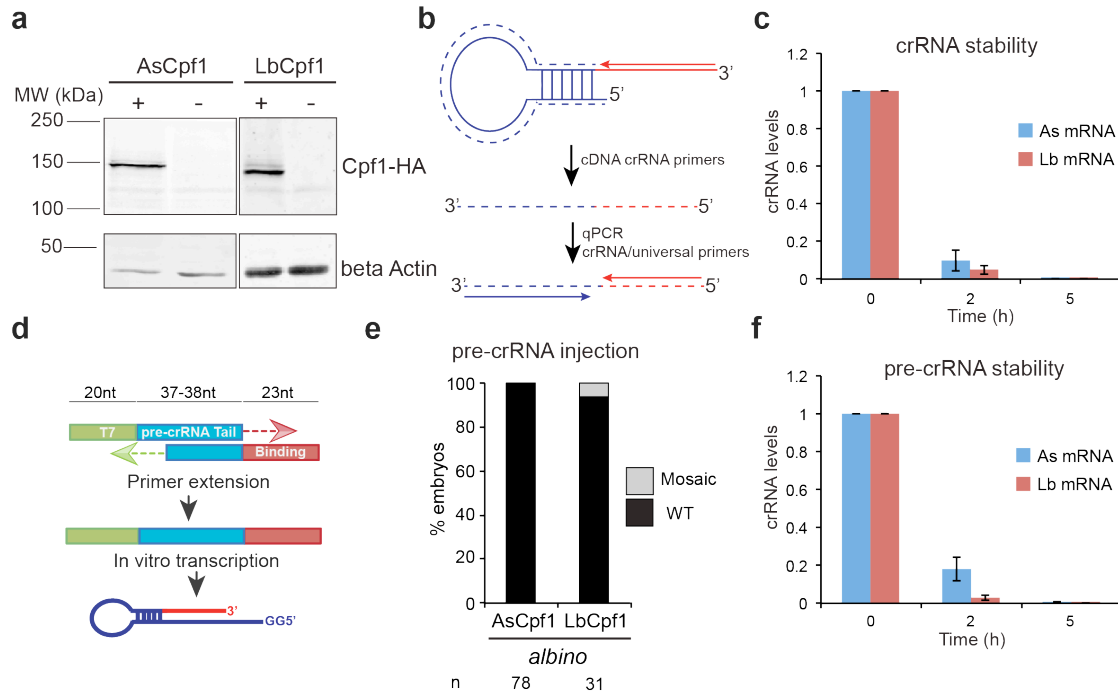 a
AsCpf1 LbCpf1
MW (kDa) + - + -
250
150
100
50
Cpf1-HA
beta Actin
b
3’
5’
cDNA crRNA primers
3’ 5’
qPCR
crRNA/universal primers
3’ 5’
c
crRNA stability
crRNA levels
1.2
1
0.8
0.6
0.4
0.2
0
As mRNA
Lb mRNA
0 2 5
Time (h)
d
20nt 37-38nt 23nt
T7 pre-crRNA Tail
Binding
Primer extension
In vitro transcription
3’
GG5’
e
pre-crRNA injection
% embryos
100
80
60
40
20
0
Mosaic
WT
AsCpf1 LbCpf1
albino
n 78 31
f
pre-crRNA stability
crRNA levels
1.2
1
0.8
0.6
0.4
0.2
0
As mRNA
Lb mRNA
0 2 5
Time (h)